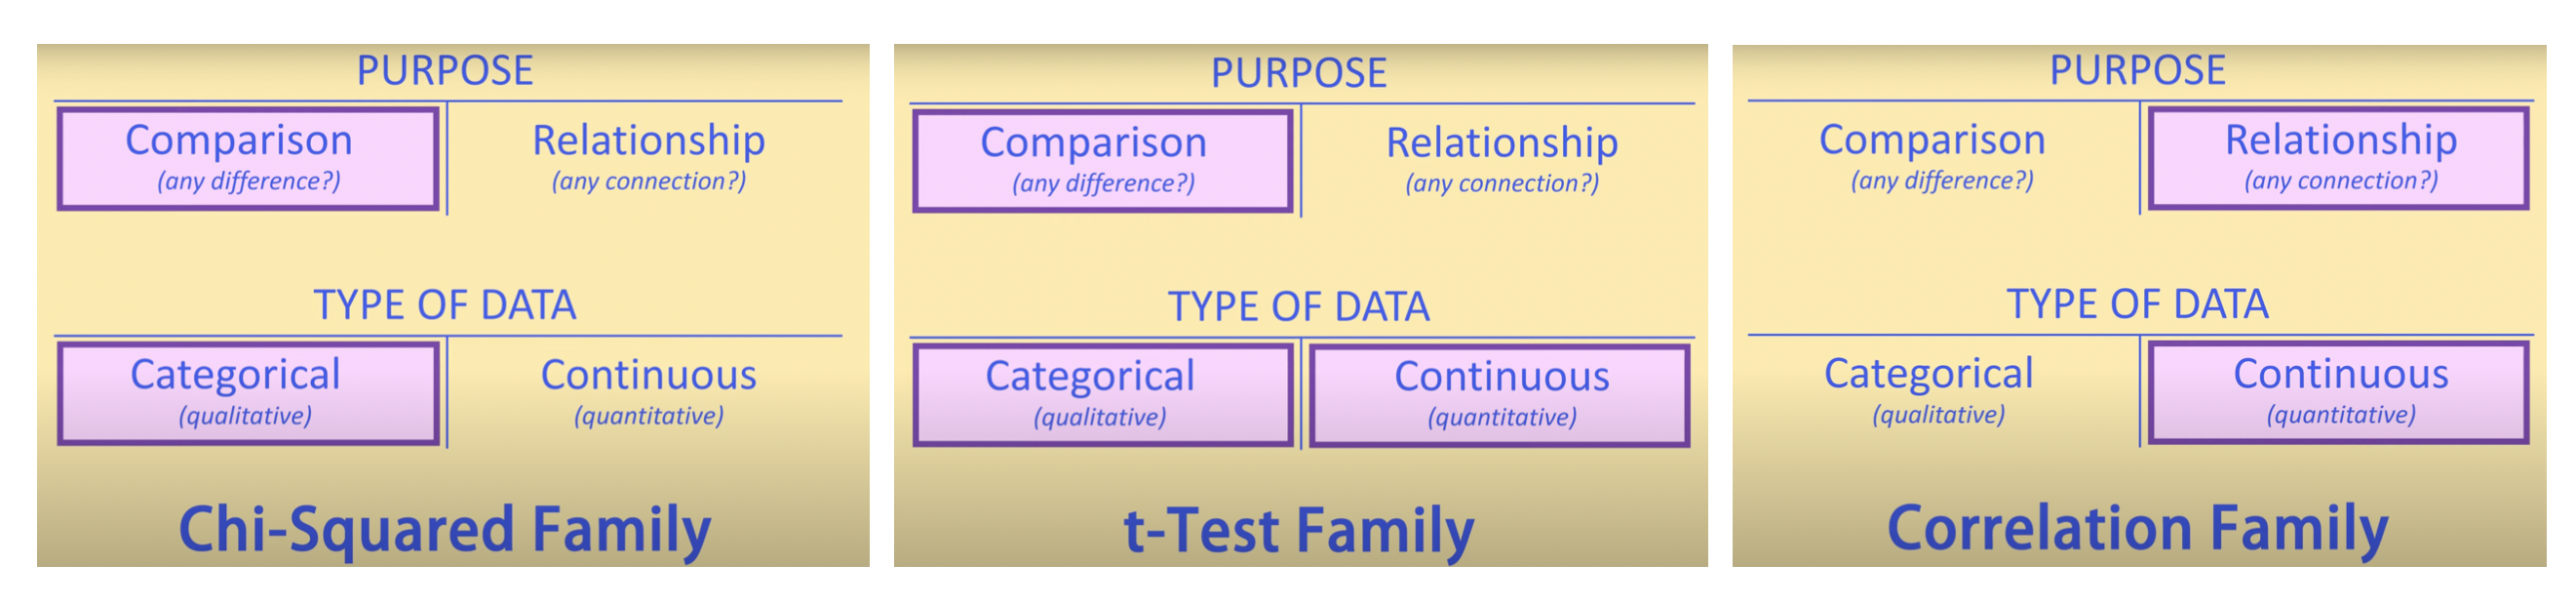 PURPOSE
Comparison
(any difference?)
Relationship
(any connection?)
TYPE OF DATA
Categorical
(qualitative)
Continuous
(quantitative)
Chi-Squared Family
PURPOSE
Comparison
(any difference?)
Relationship
(any connection?)
TYPE OF DATA
Categorical
(qualitative)
Continuous
(quantitative)
t-Test Family
PURPOSE
Comparison
(any difference?)
Relationship
(any connection?)
TYPE OF DATA
Categorical
(qualitative)
Continuous
(quantitative)
Correlation Family